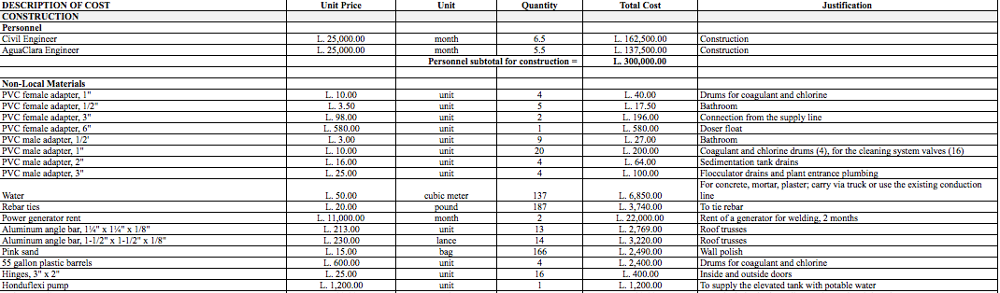 DESCRIPTION OF COST Unit Price Unit Quantity Total Cost Justification
CONSTRUCTION
Personnel
Civil Engineer L. 25,000.00 month 6.5 L. 162,500.00 Construction
AguaClara Engineer L. 25,000.00 month 5.5 L. 137,500.00 Construction
Personnel subtotal for construction = L. 300,000.00
Non-Local Materials
PVC female adapter, 1" L. 10.00 unit 4 L. 40.00 Drums for coagulant and chlorine
PVC female adapter, 1/2" L. 3.50 unit 5 L. 17.50 Bathroom
PVC female adapter, 3" L. 98.00 unit 2 L. 196.00 Connection from the supply line
PVC female adapter, 6" L. 580.00 unit 1 L. 580.00 Doser float
PVC male adapter, 1/2' L. 3.00 unit 9 L. 27.00 Bathroom
PVC male adapter, 1" L. 10.00 unit 20 L. 200.00 Coagulant and chlorine drums (4), for the cleaning system valves (16)
PVC male adapter, 2" L. 16.00 unit 4 L. 64.00 Sedimentation tank drains
PVC male adapter, 3" L. 25.00 unit 4 L. 100.00 Flocculator drains and plant entrance plumbing
For concrete, mortar, plaster; carry via truck or use the existing conduction
Water L. 50.00 cubic meter 137 L. 6,850.00 line
Rebar ties L. 20.00 pound 187 L. 3,740.00 To tie rebar
Power generator rent L. 11,000.00 month 2 L. 22,000.00 Rent of a generator for welding, 2 months
Aluminum angle bar, 1¼" x 1¼" x 1/8" L. 213.00 unit 13 L. 2,769.00 Roof trusses
Aluminum angle bar, 1-1/2" x 1-1/2" x 1/8" L. 230.00 lance 14 L. 3,220.00 Roof trusses
Pink sand L. 15.00 bag 166 L. 2,490.00 Wall polish
55 gallon plastic barrels L. 600.00 unit 4 L. 2,400.00 Drums for coagulant and chlorine
Hinges, 3" x 2" L. 25.00 unit 16 L. 400.00 Inside and outside doors
Honduflexi pump L. 1,200.00 unit 1 L. 1,200.00 To supply the elevated tank with potable water